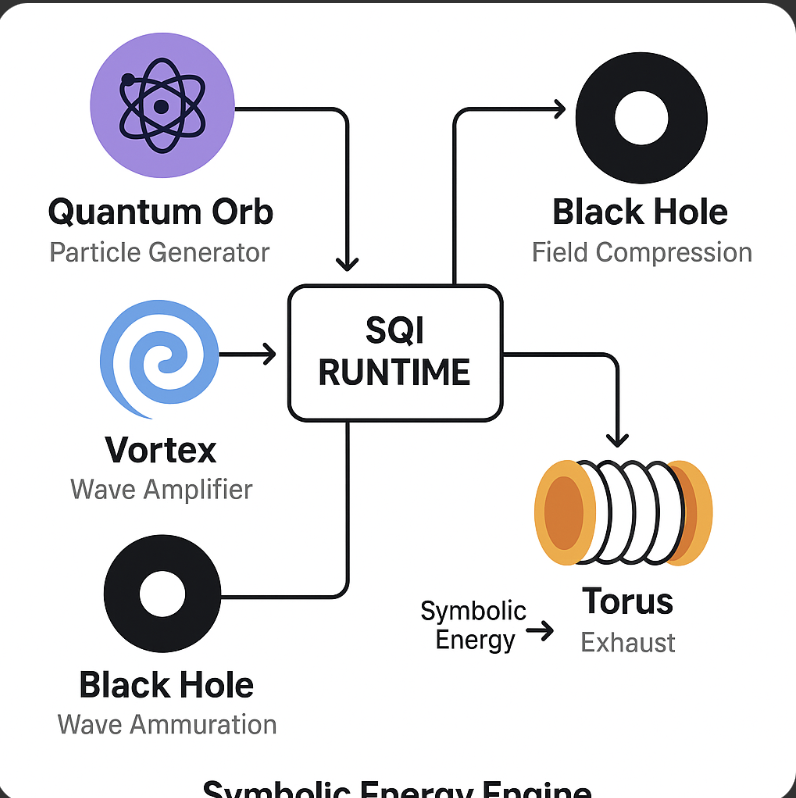 Quantum Orb
Particle Generator
Black Hole
Field Compression
SQI
RUNTIME
Vortex
Wave Amplifier
Black Hole
Wave Ammuration
Symbolic
Energy
Torus
Exhaust
Symbolic Energy Engine